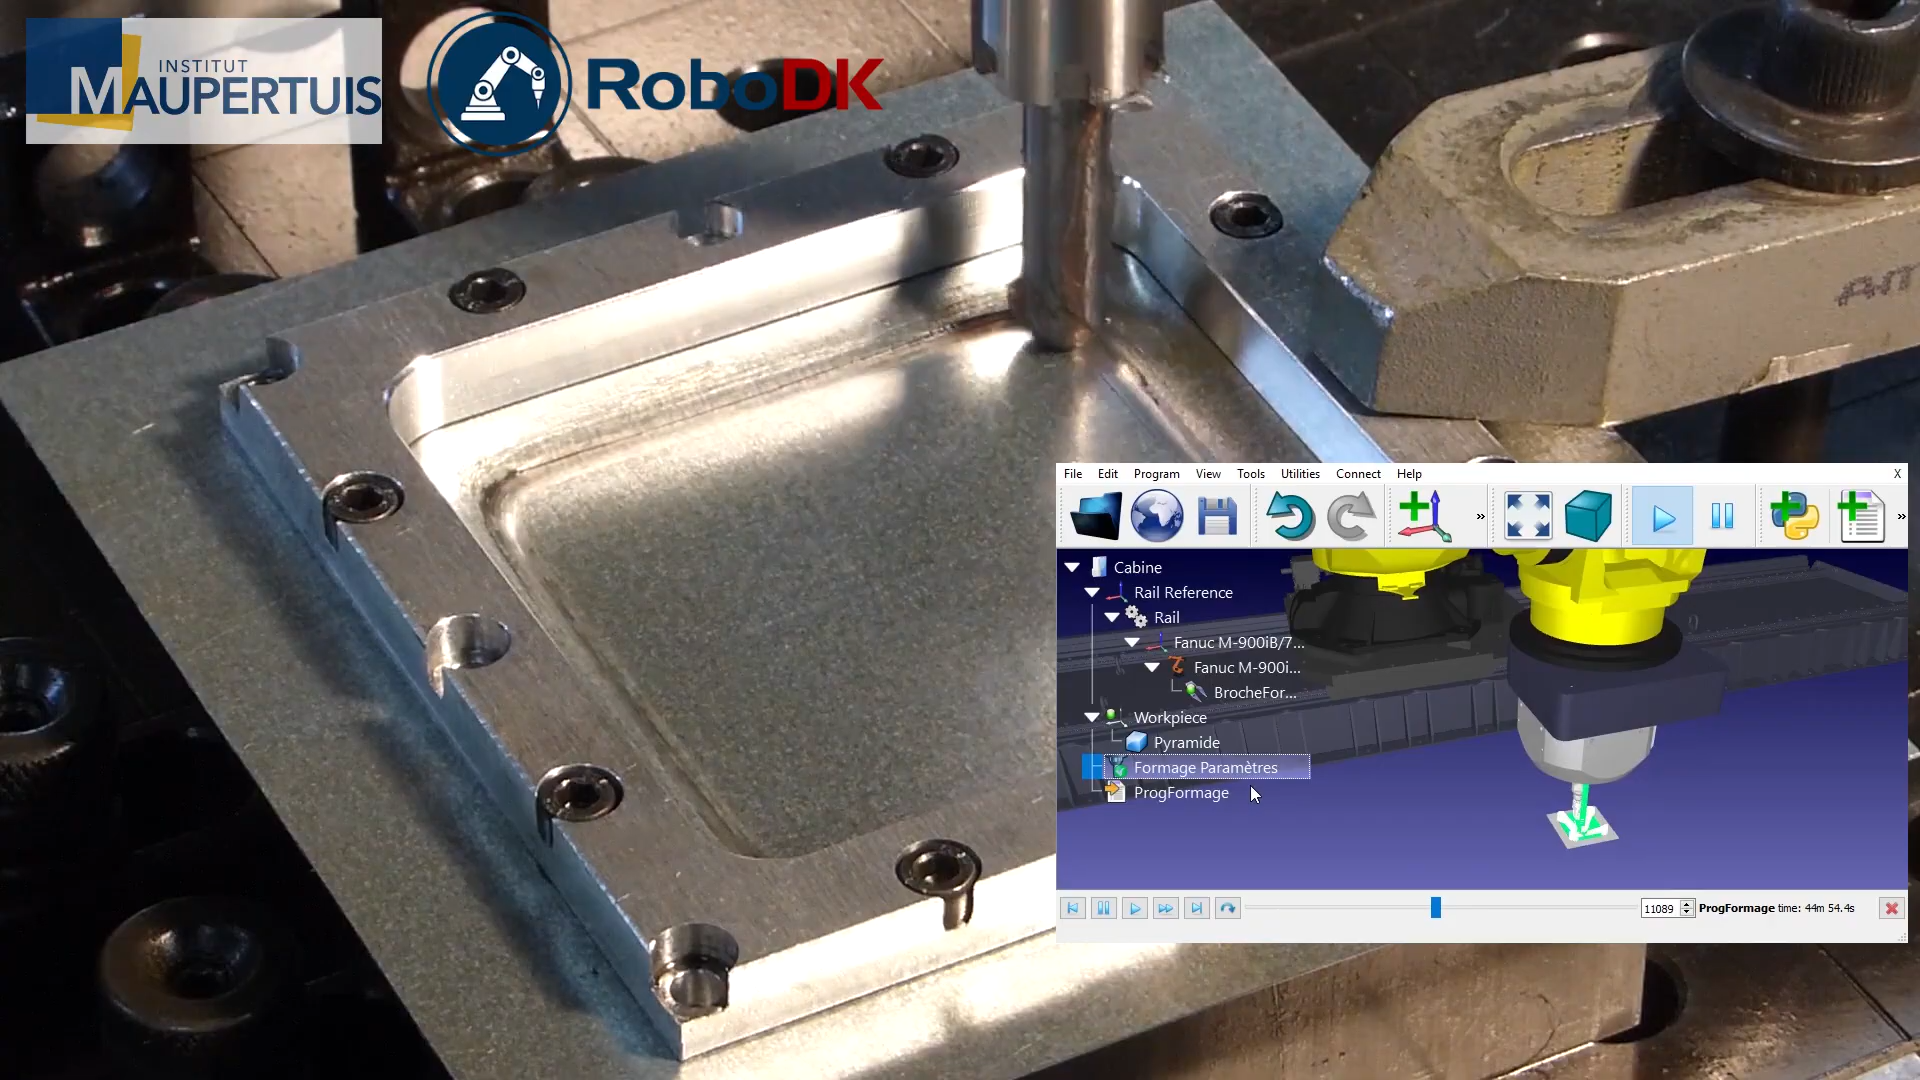 INSTITUT
MAUPERTUIS
RoboDK
File Edit Program View Tools Utilities Connect Help X
» »
Cabine
Rail Reference
Rail
Fanuc M-900iB/7...
Fanuc M-900i...
BrocheFor...
Workpiece
Pyramide
Formage Paramètres
ProgFormage
11089 ProgFormage time: 44m 54.4s